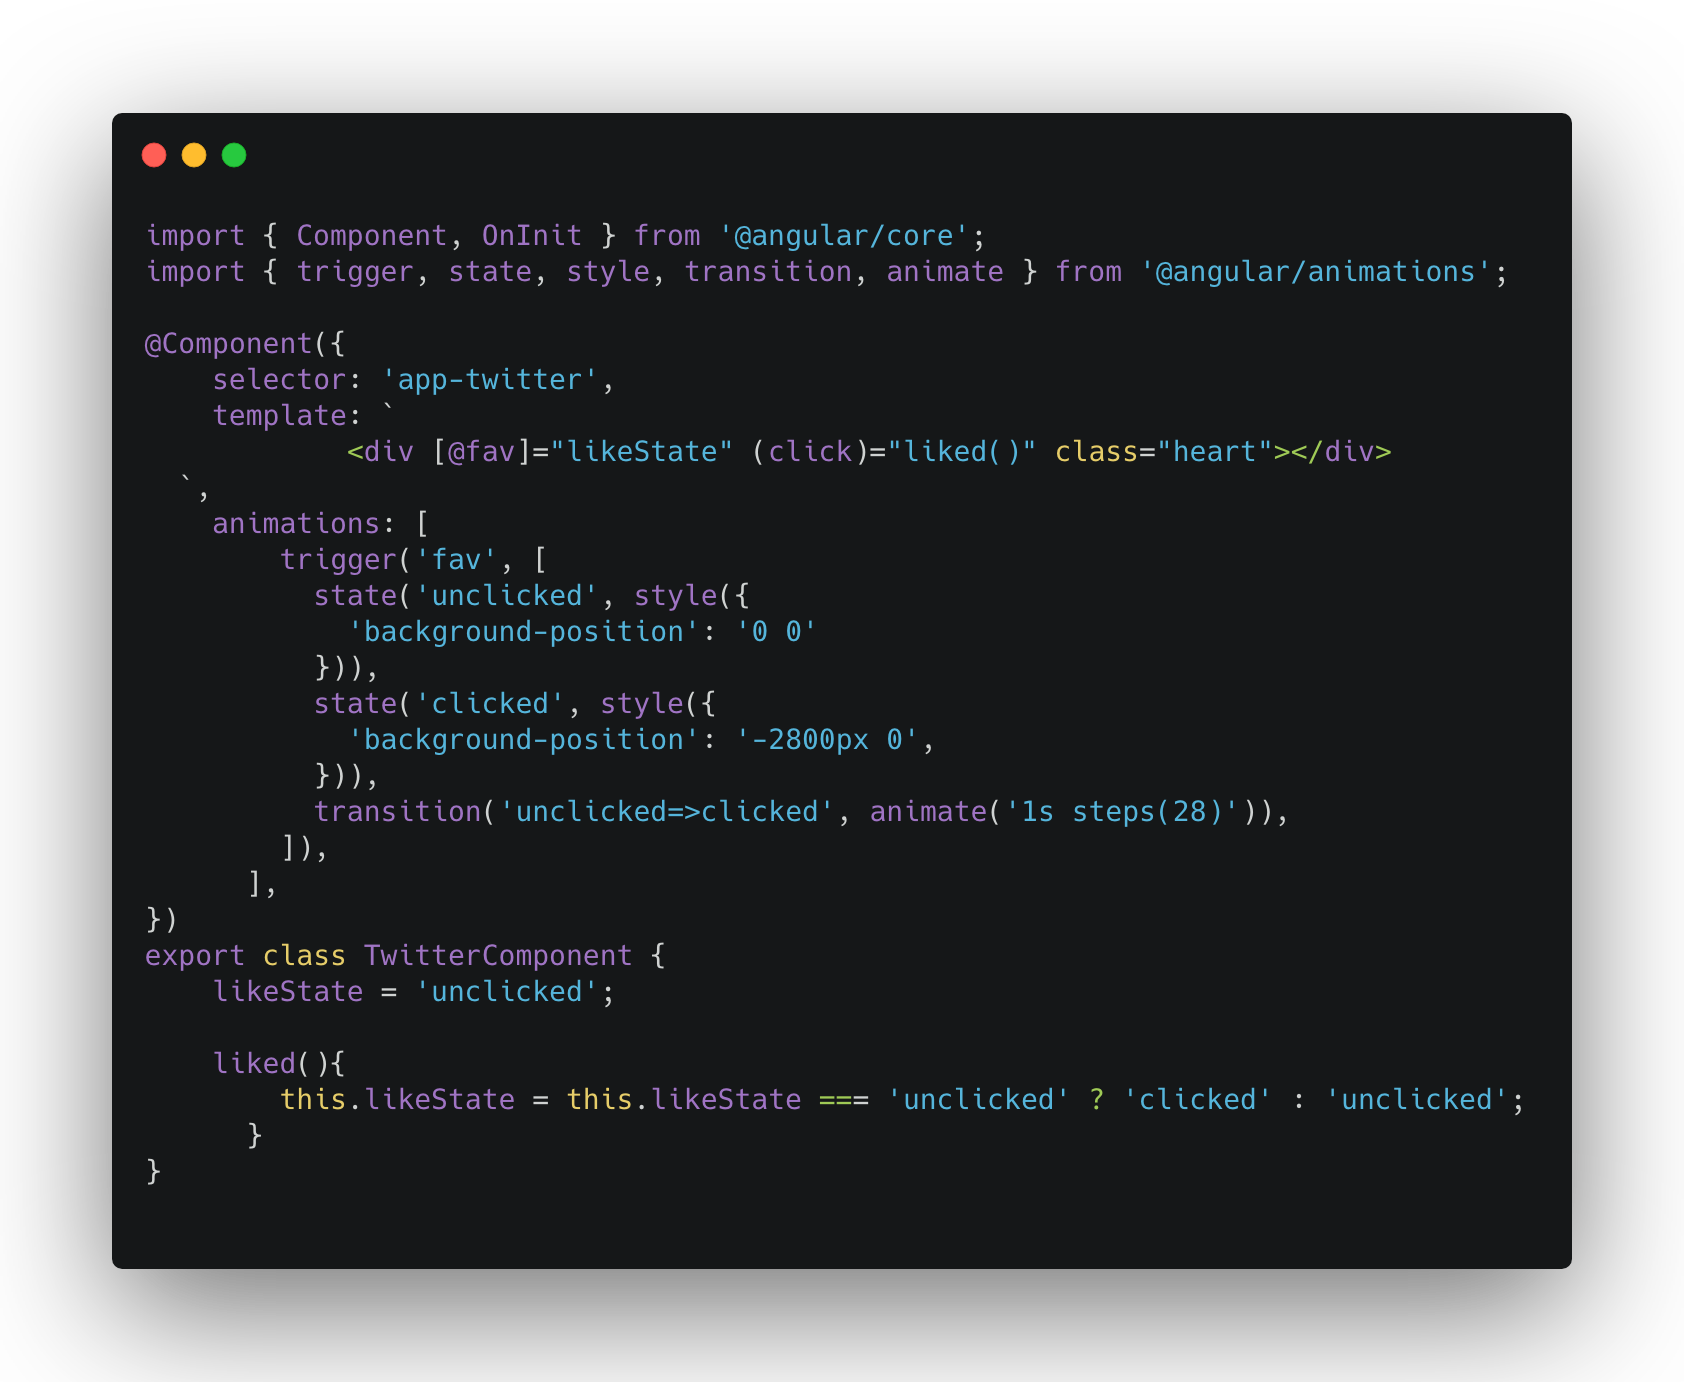 import { Component, OnInit } from '@angular/core';
import { trigger, state, style, transition, animate } from '@angular/animations';

@Component({
    selector: 'app-twitter',
    template: `
            <div [@fav]="likeState" (click)="liked()" class="heart"></div>
  `,
    animations: [
        trigger('fav', [
          state('unclicked', style({
            'background-position': '0 0'
          })),
          state('clicked', style({
            'background-position': '-2800px 0',
          })),
          transition('unclicked=>clicked', animate('1s steps(28)')),
        ]),
      ],
})
export class TwitterComponent {
    likeState = 'unclicked';

    liked(){
        this.likeState = this.likeState === 'unclicked' ? 'clicked' : 'unclicked';
      }
}